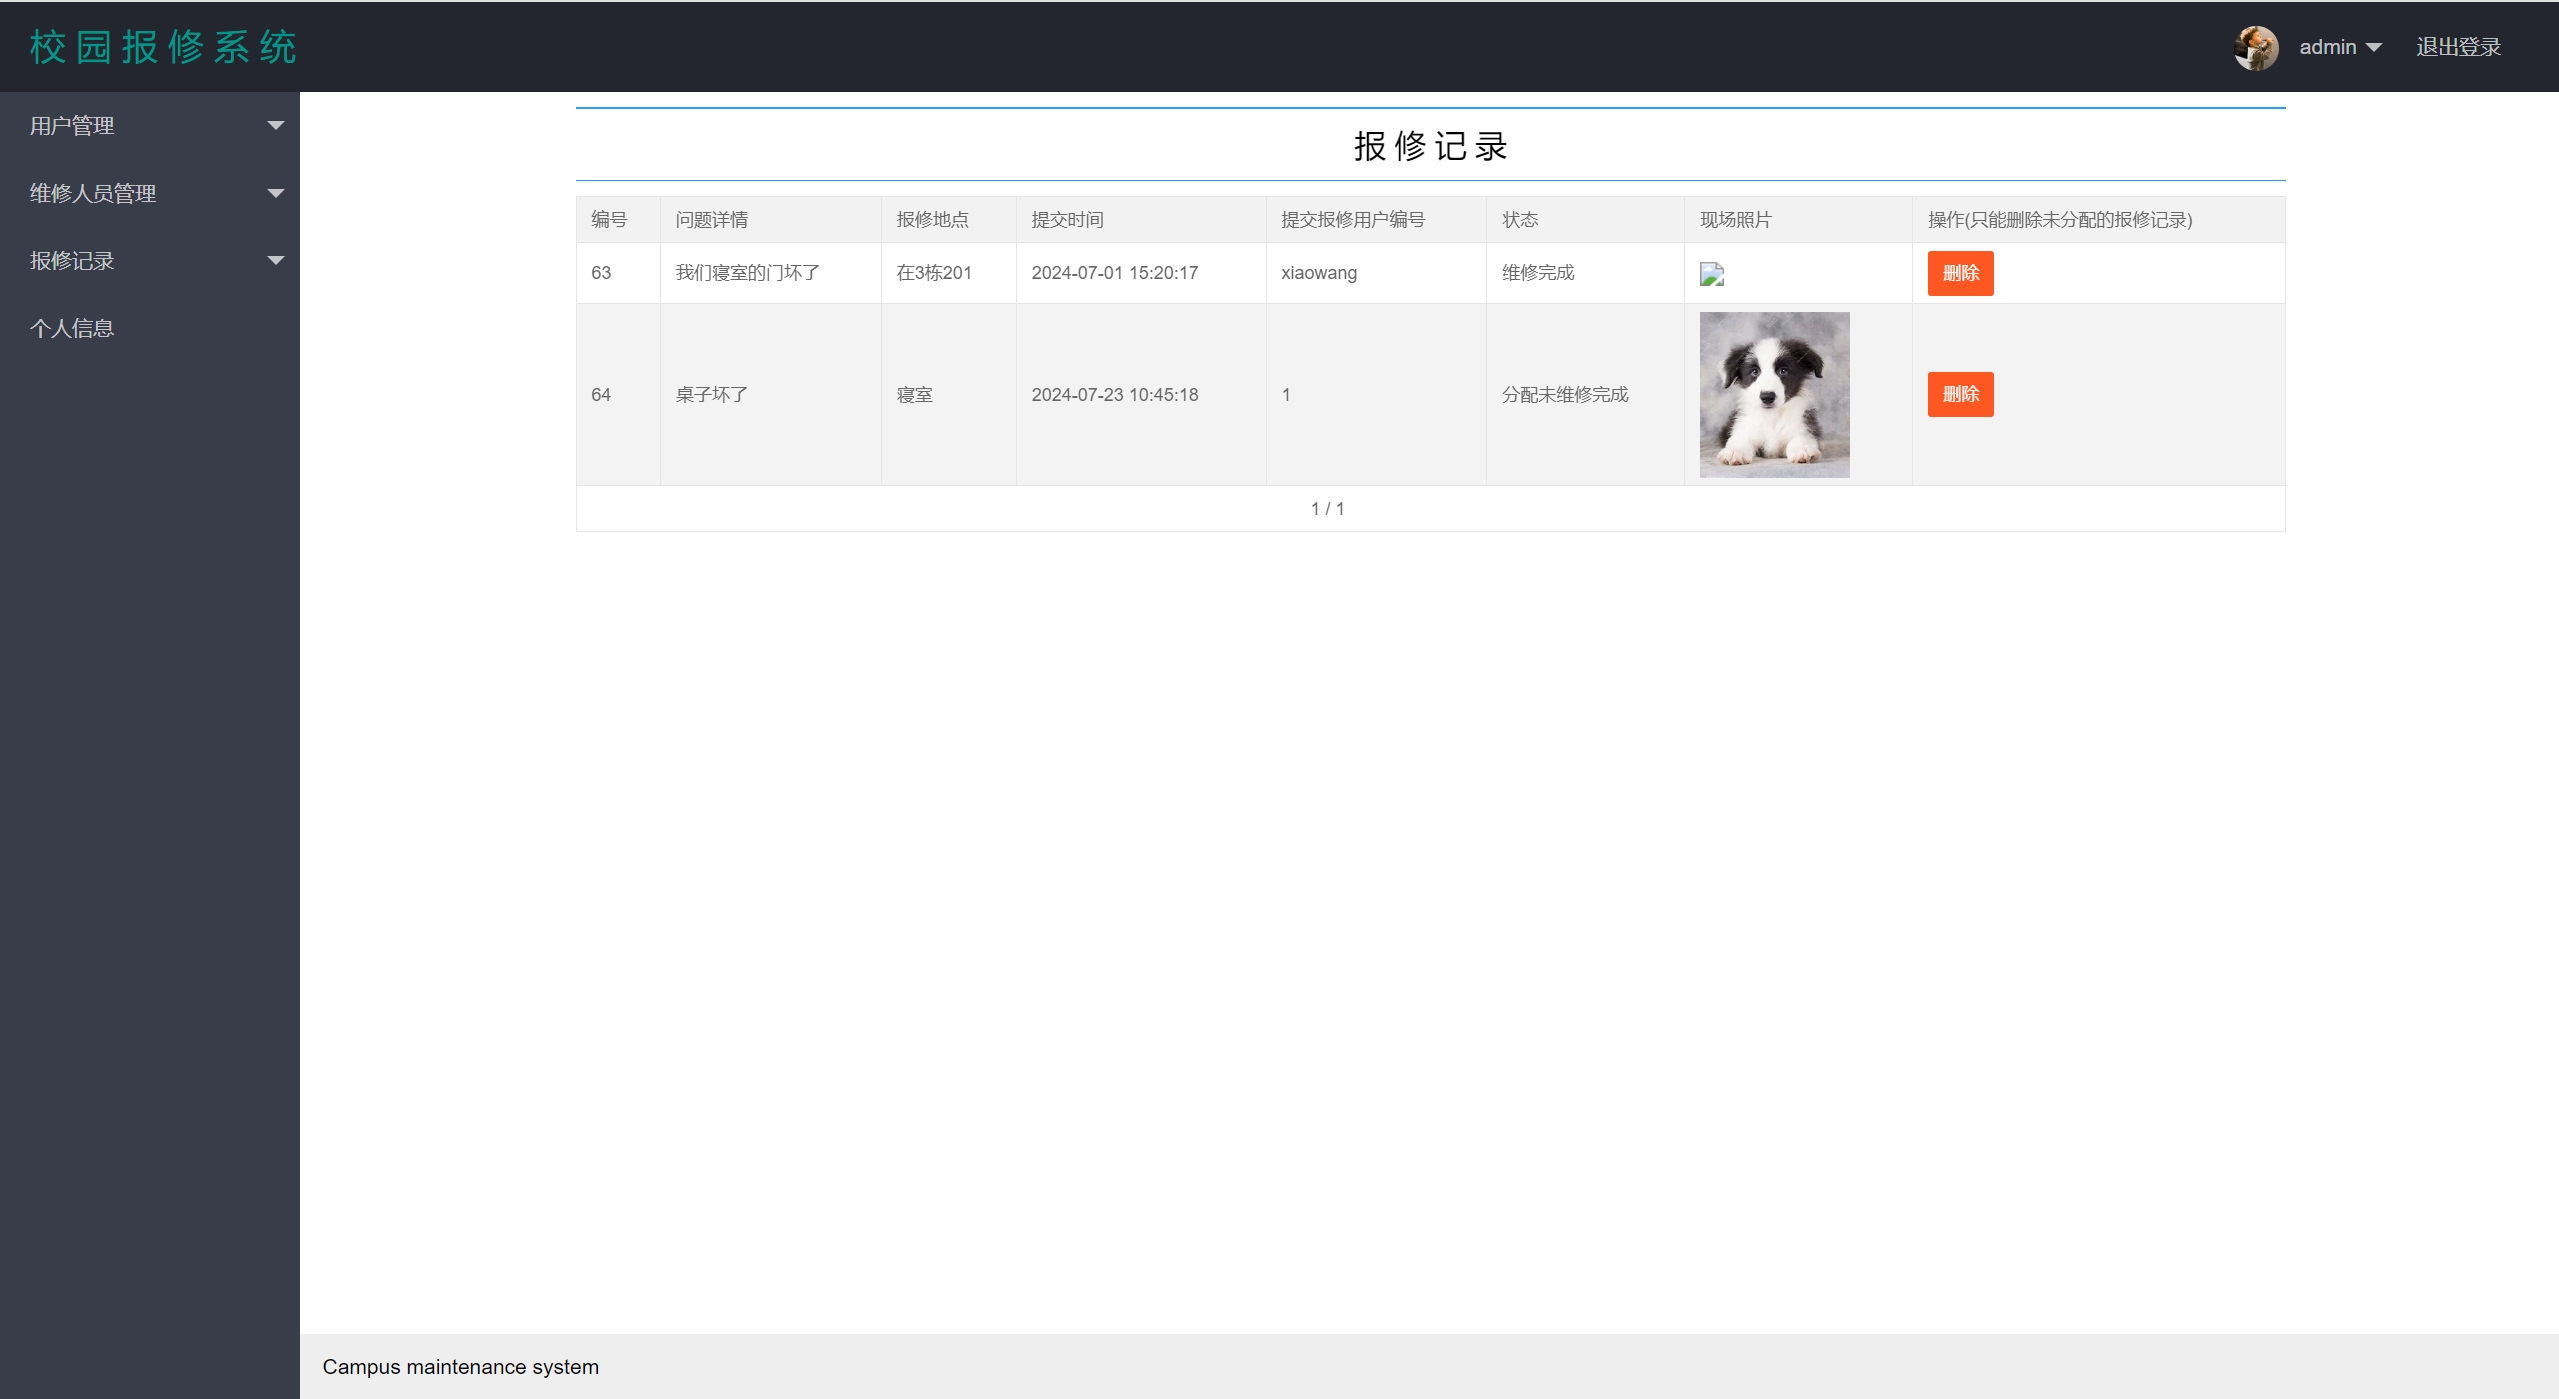 校园报修系统
admin
退出登录
用户管理
维修人员管理
报修记录
个人信息
报修记录
编号 问题详情 报修地点 提交时间 提交报修用户编号 状态 现场照片 操作(只能删除未分配的报修记录)
63 我们寝室的门坏了 在3栋201 2024-07-01 15:20:17 xiaowang 维修完成 删除
64 桌子坏了 寝室 2024-07-23 10:45:18 1 分配未维修完成 删除
1 / 1
Campus maintenance system